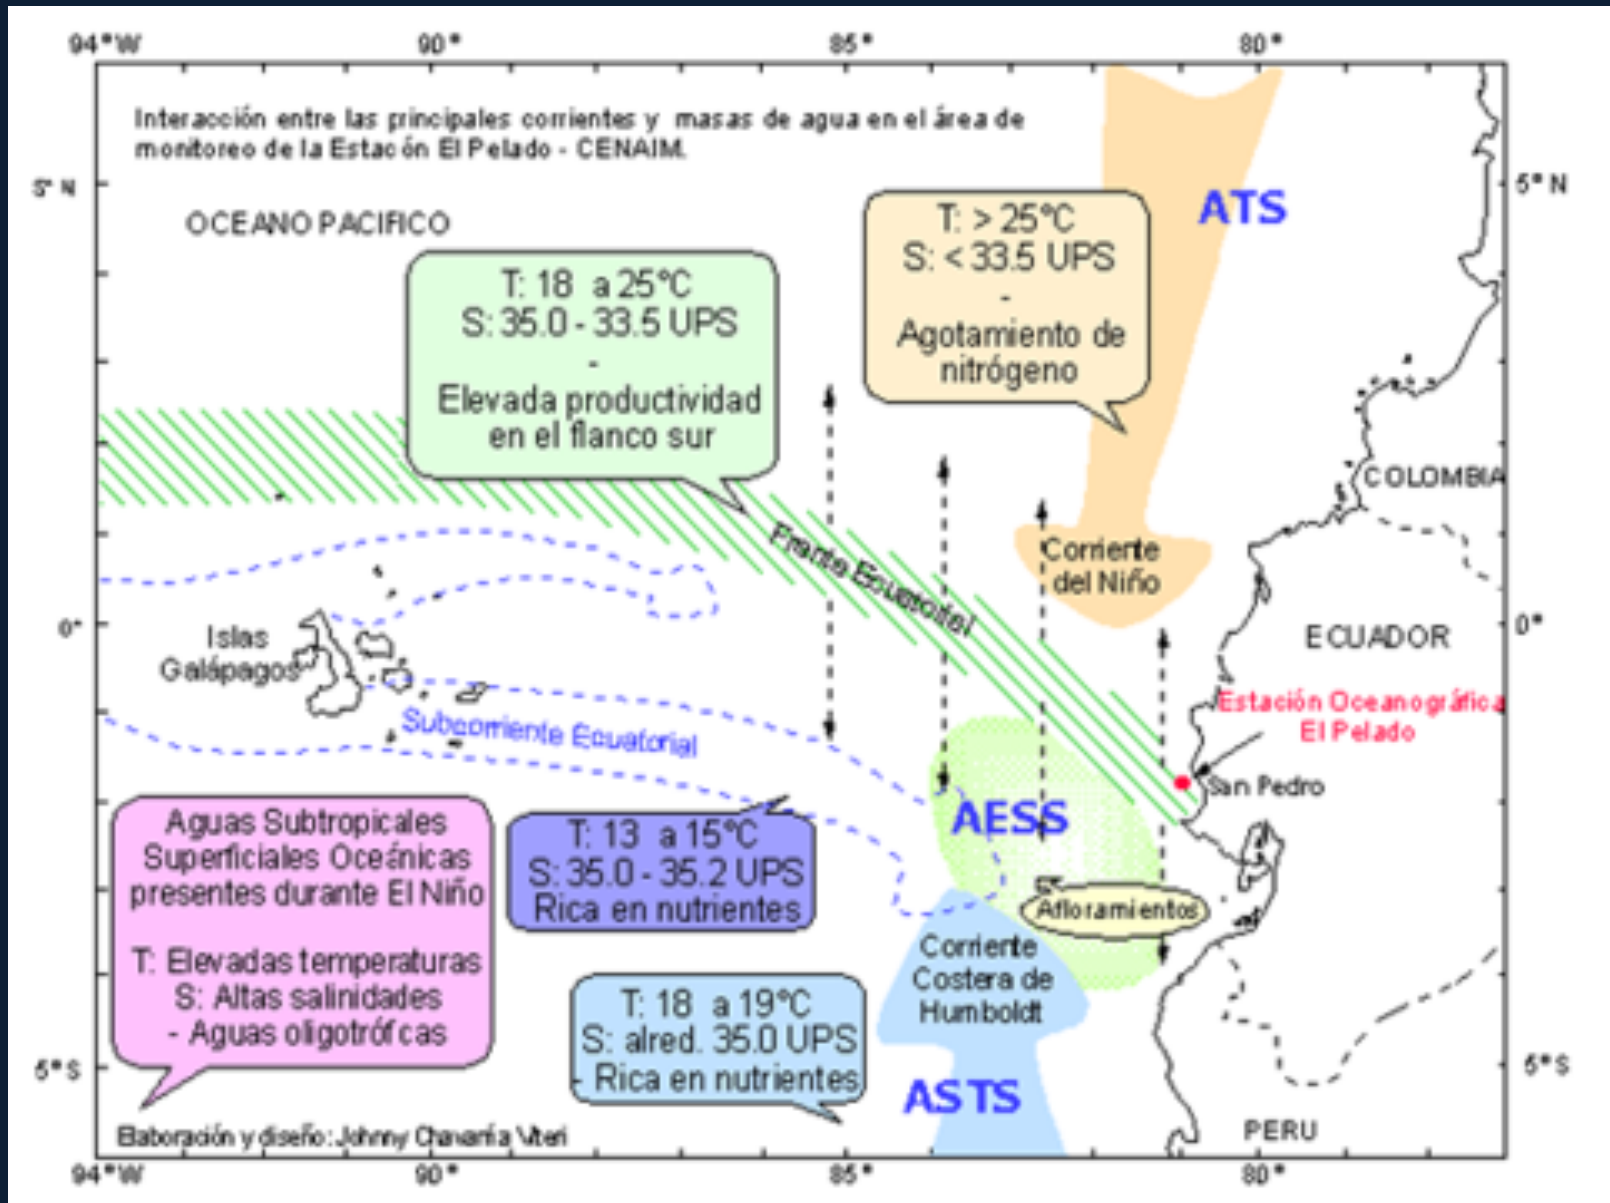 94°W 90° 85° 80°
Interacción entre las principales corrientes y masas de agua en el área de
monitoreo de la Estacón El Pelado - CENAIM.
5° N
5° N
OCEANO PACIFICO
ATS
T: > 25°C
S: < 33.5 UPS
-
Agotamiento de
nitrógeno
T: 18 a 25°C
S: 35.0 - 33.5 UPS
-
Elevada productividad
en el flanco sur
COLOMBIA
Frente Ecuatorial
Corriente
del Niño
0°
0°
Islas
Galápagos
ECUADOR
Estación Oceanográfica
El Pelado
San Pedro
Subcorriente Ecuatorial
AESS
Aguas Subtropicales
Superficiales Oceánicas
presentes durante El Niño
T: Elevadas temperaturas
S: Altas salinidades
- Aguas oligotróficas
T: 13 a 15°C
S: 35.0 - 35.2 UPS
Rica en nutrientes
Afloramientos
Corriente
Costera de
Humboldt
T: 18 a 19°C
S: alred. 35.0 UPS
- Rica en nutrientes
5°S
5°S
ASTS
PERU
Elaboración y diseño: Johnny Chavarría Viteri
94°W 90° 85° 80°